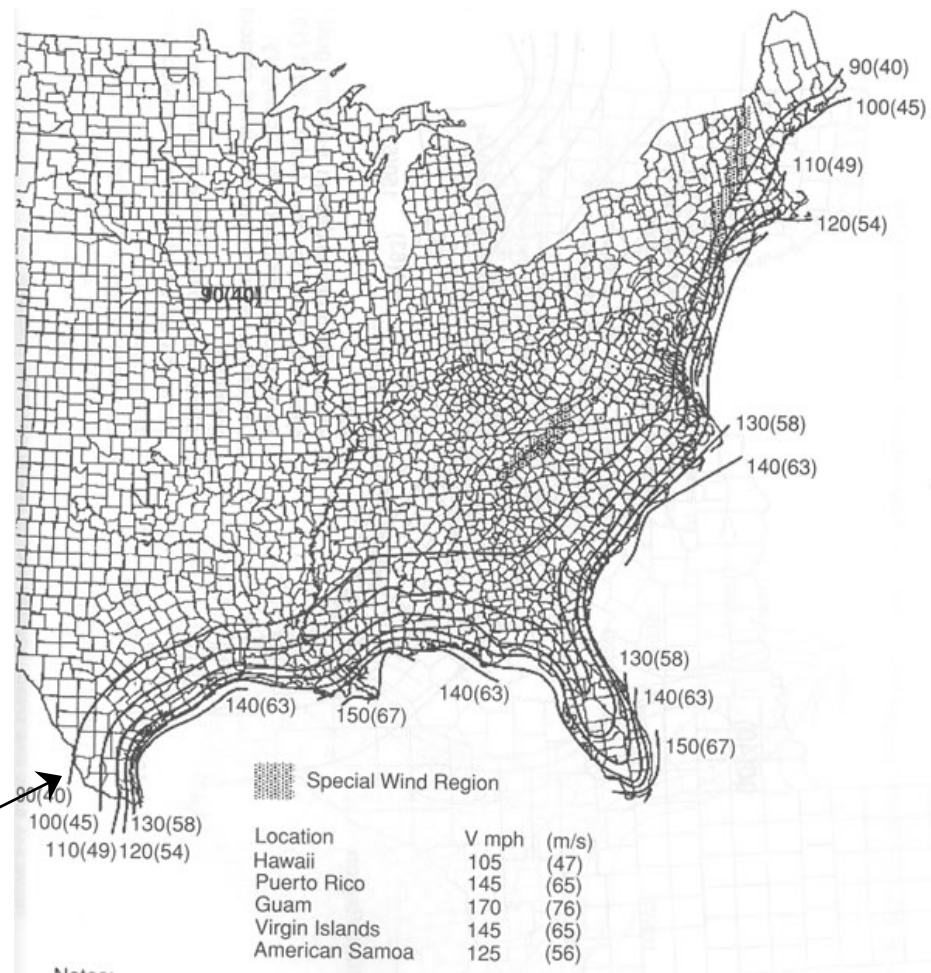 90(40)
100(45)
110(49)
120(54)
90(40)
130(58)
140(63)
130(58)
140(63)
140(63)
140(63)
150(67)
150(67)
Special Wind Region
90(40)
100(45) 130(58)
110(49) 120(54)
Location V mph (m/s)
Hawaii 105 (47)
Puerto Rico 145 (65)
Guam 170 (76)
Virgin Islands 145 (65)
American Samoa 125 (56)